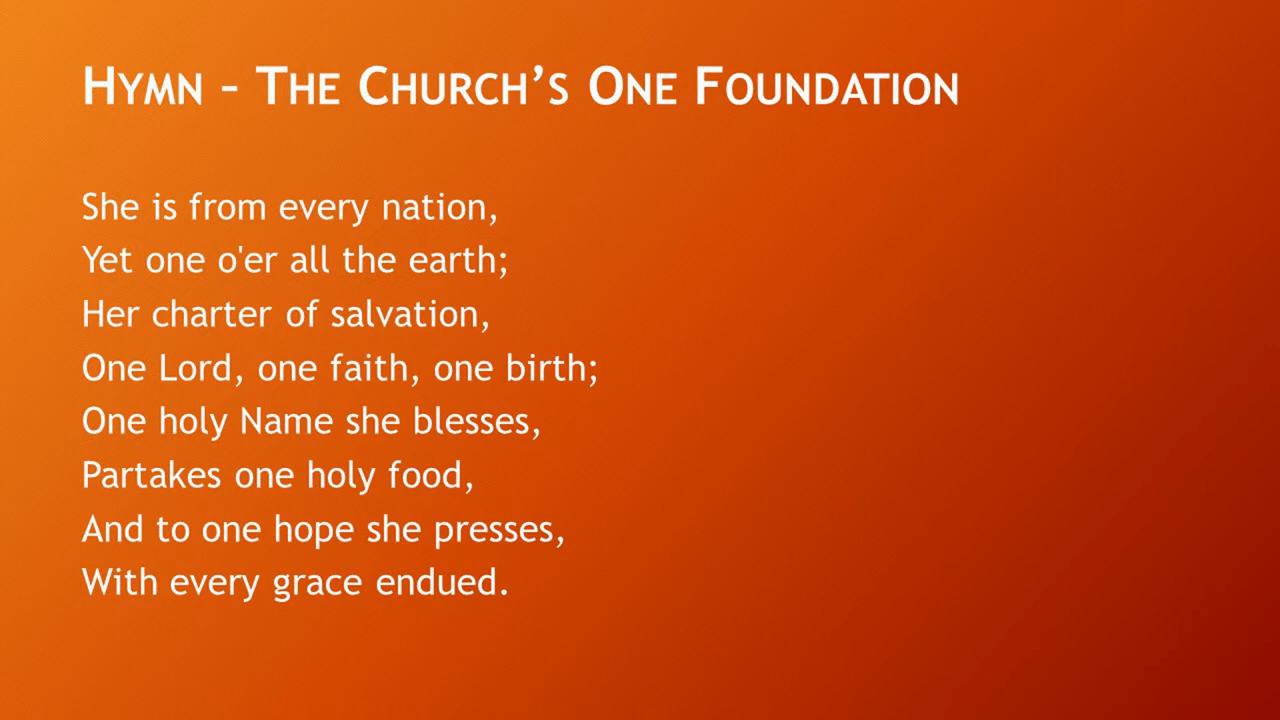 Hymn – The Church’s One Foundation
She is from every nation,
Yet one o'er all the earth;
Her charter of salvation,
One Lord, one faith, one birth;
One holy Name she blesses,
Partakes one holy food,
And to one hope she presses,
With every grace endued.